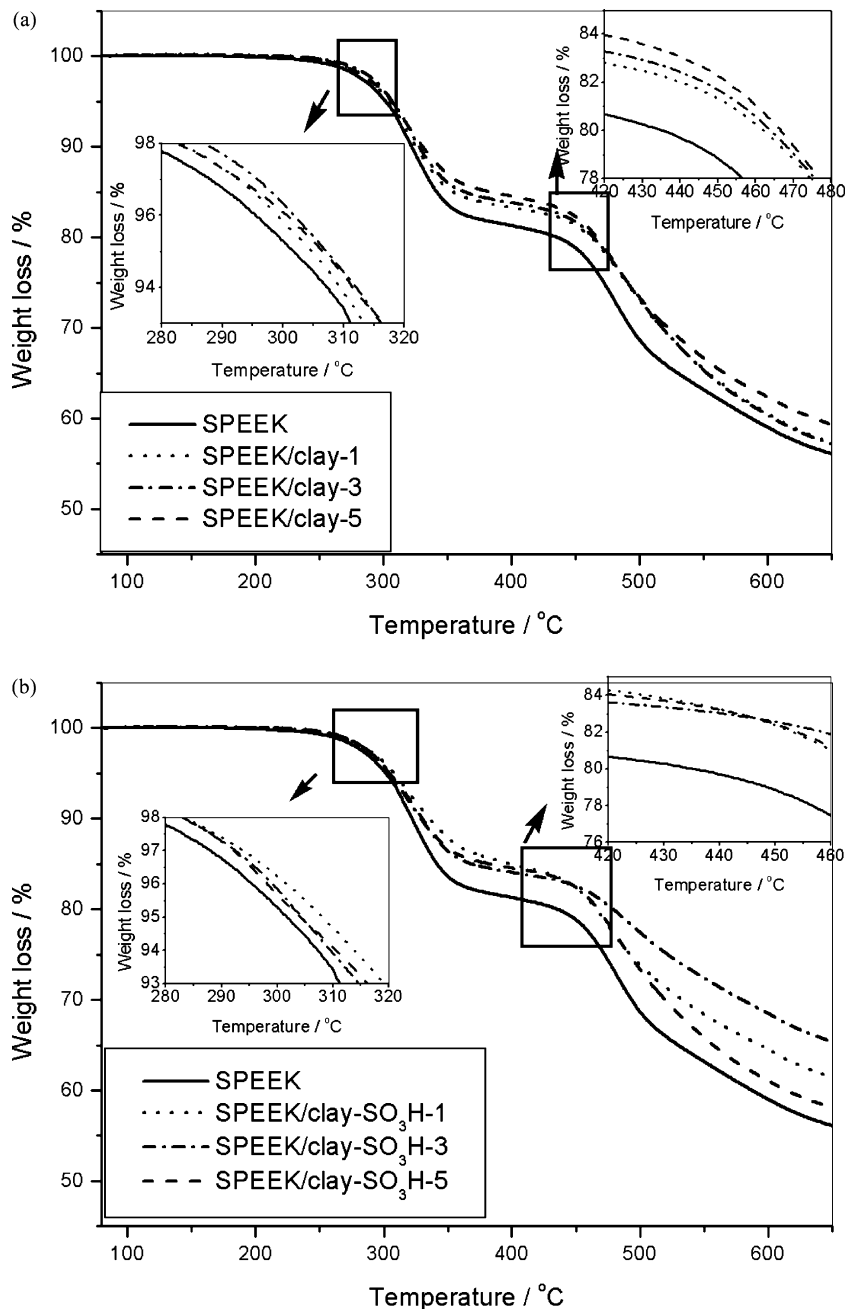 (a)
Weight loss / %
100
90
80
70
60
50
100
200
300
400
500
600
Temperature / °C
Weight loss / %
98
96
94
280
290
300
310
320
Temperature / °C
Weight loss / %
84
82
80
78
420
430
440
450
460
470
480
Temperature / °C
SPEEK
SPEEK/clay-1
SPEEK/clay-3
SPEEK/clay-5
(b)
Weight loss / %
100
90
80
70
60
50
100
200
300
400
500
600
Temperature / °C
Weight loss / %
98
97
96
95
94
93
280
290
300
310
320
Temperature / °C
Weight loss / %
84
82
80
78
76
420
430
440
450
460
Temperature / °C
SPEEK
SPEEK/clay-SO₃H-1
SPEEK/clay-SO₃H-3
SPEEK/clay-SO₃H-5